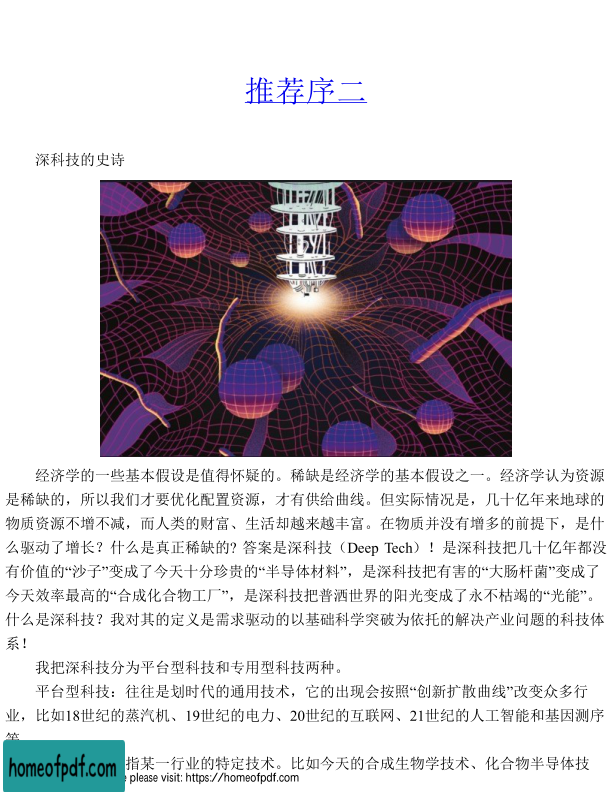 推荐序二
深科技的史诗
经济学的一些基本假设是值得怀疑的。稀缺是经济学的基本假设之一。经济学认为资源
是稀缺的，所以我们才要优化配置资源，才有供给曲线。但实际情况是，几十亿年来地球的
物质资源不增不减，而人类的财富、生活却越来越丰富。在物质并没有增多的前提下，是什
么驱动了增长？什么是真正稀缺的? 答案是深科技（Deep Tech）！是深科技把几十亿年都没
有价值的“沙子”变成了今天十分珍贵的“半导体材料”，是深科技把有害的“大肠杆菌”变成了
今天效率最高的“合成化合物工厂”，是深科技把普洒世界的阳光变成了永不枯竭的“光能”。
什么是深科技？我对其的定义是需求驱动的以基础科学突破为依托的解决产业问题的科技体
系！
我把深科技分为平台型科技和专用型科技两种。
平台型科技：往往是划时代的通用技术，它的出现会按照“创新扩散曲线”改变众多行
业，比如18世纪的蒸汽机、19世纪的电力、20世纪的互联网、21世纪的人工智能和基因测序
指某一行业的特定技术。比如今天的合成生物学技术、化合物半导体技
homeofpdf.com
please visit: https://homeofpdf.com